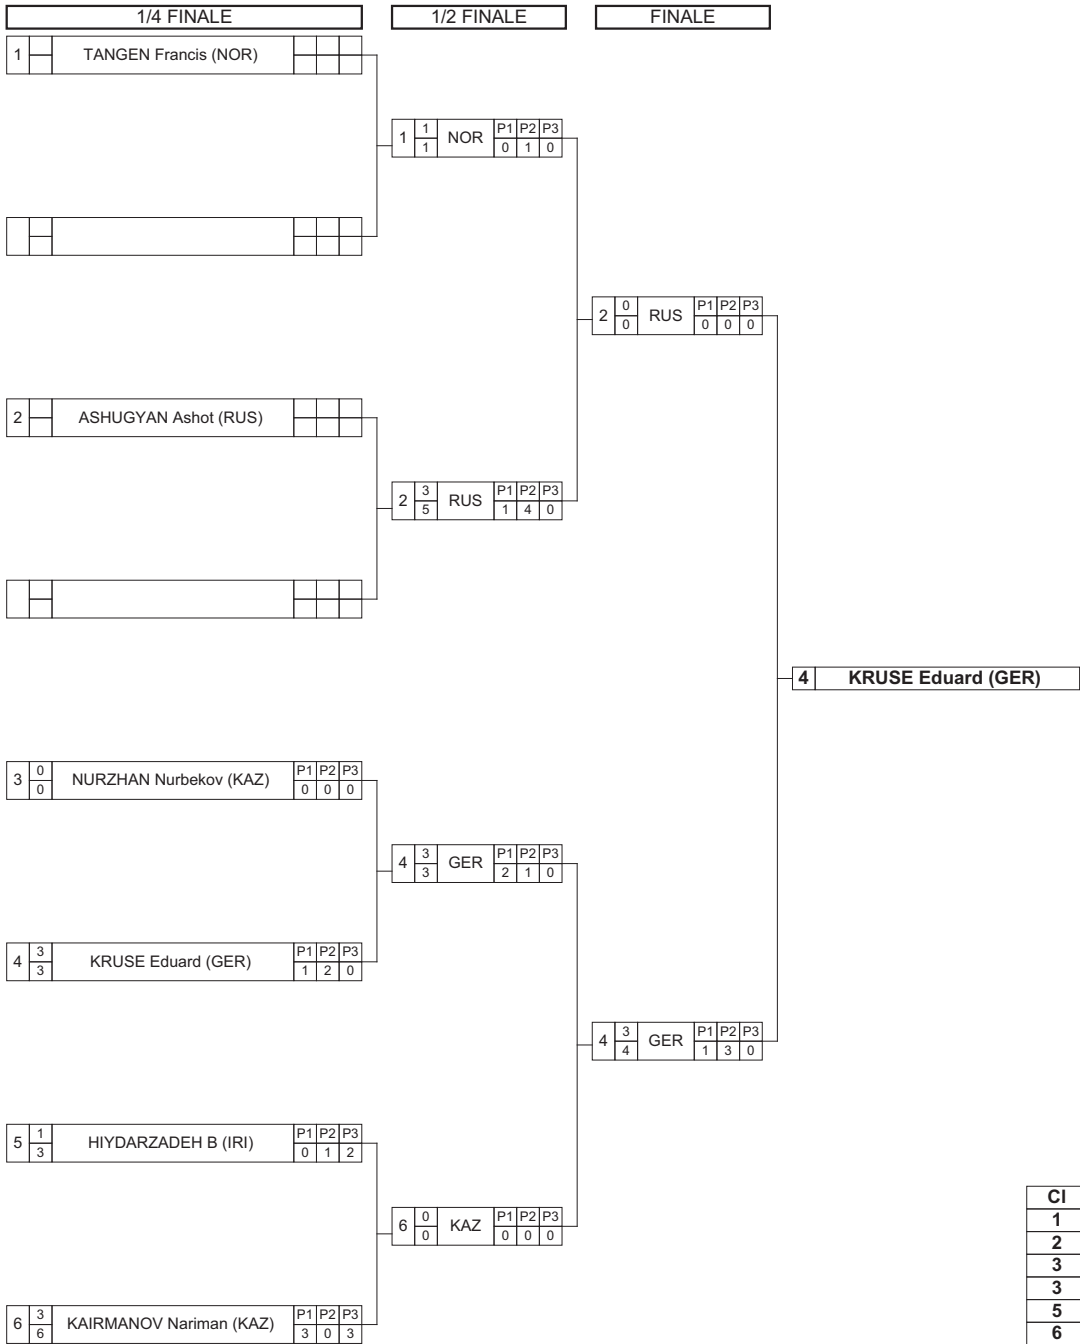 1/4 FINALE 1/2 FINALE FINALE
1 TANGEN Francis (NOR)
1 1 NOR P1 P2 P3
1 0 1 0
2 0 RUS P1 P2 P3
0 0 0 0
2 ASHUGYAN Ashot (RUS)
2 3 RUS P1 P2 P3
5 1 4 0
4 KRUSE Eduard (GER)
3 0 NURZHAN Nurbekov (KAZ) P1 P2 P3
0 0 0 0
4 3 GER P1 P2 P3
3 2 1 0
4 3 KRUSE Eduard (GER) P1 P2 P3
3 1 2 0
4 3 GER P1 P2 P3
4 1 3 0
5 1 HIYDARZADEH B (IRI) P1 P2 P3
3 0 1 2
6 0 KAZ P1 P2 P3
0 0 0 0
6 3 KAIRMANOV Nariman (KAZ) P1 P2 P3
6 3 0 3
Cl
1
2
3
3
5
6